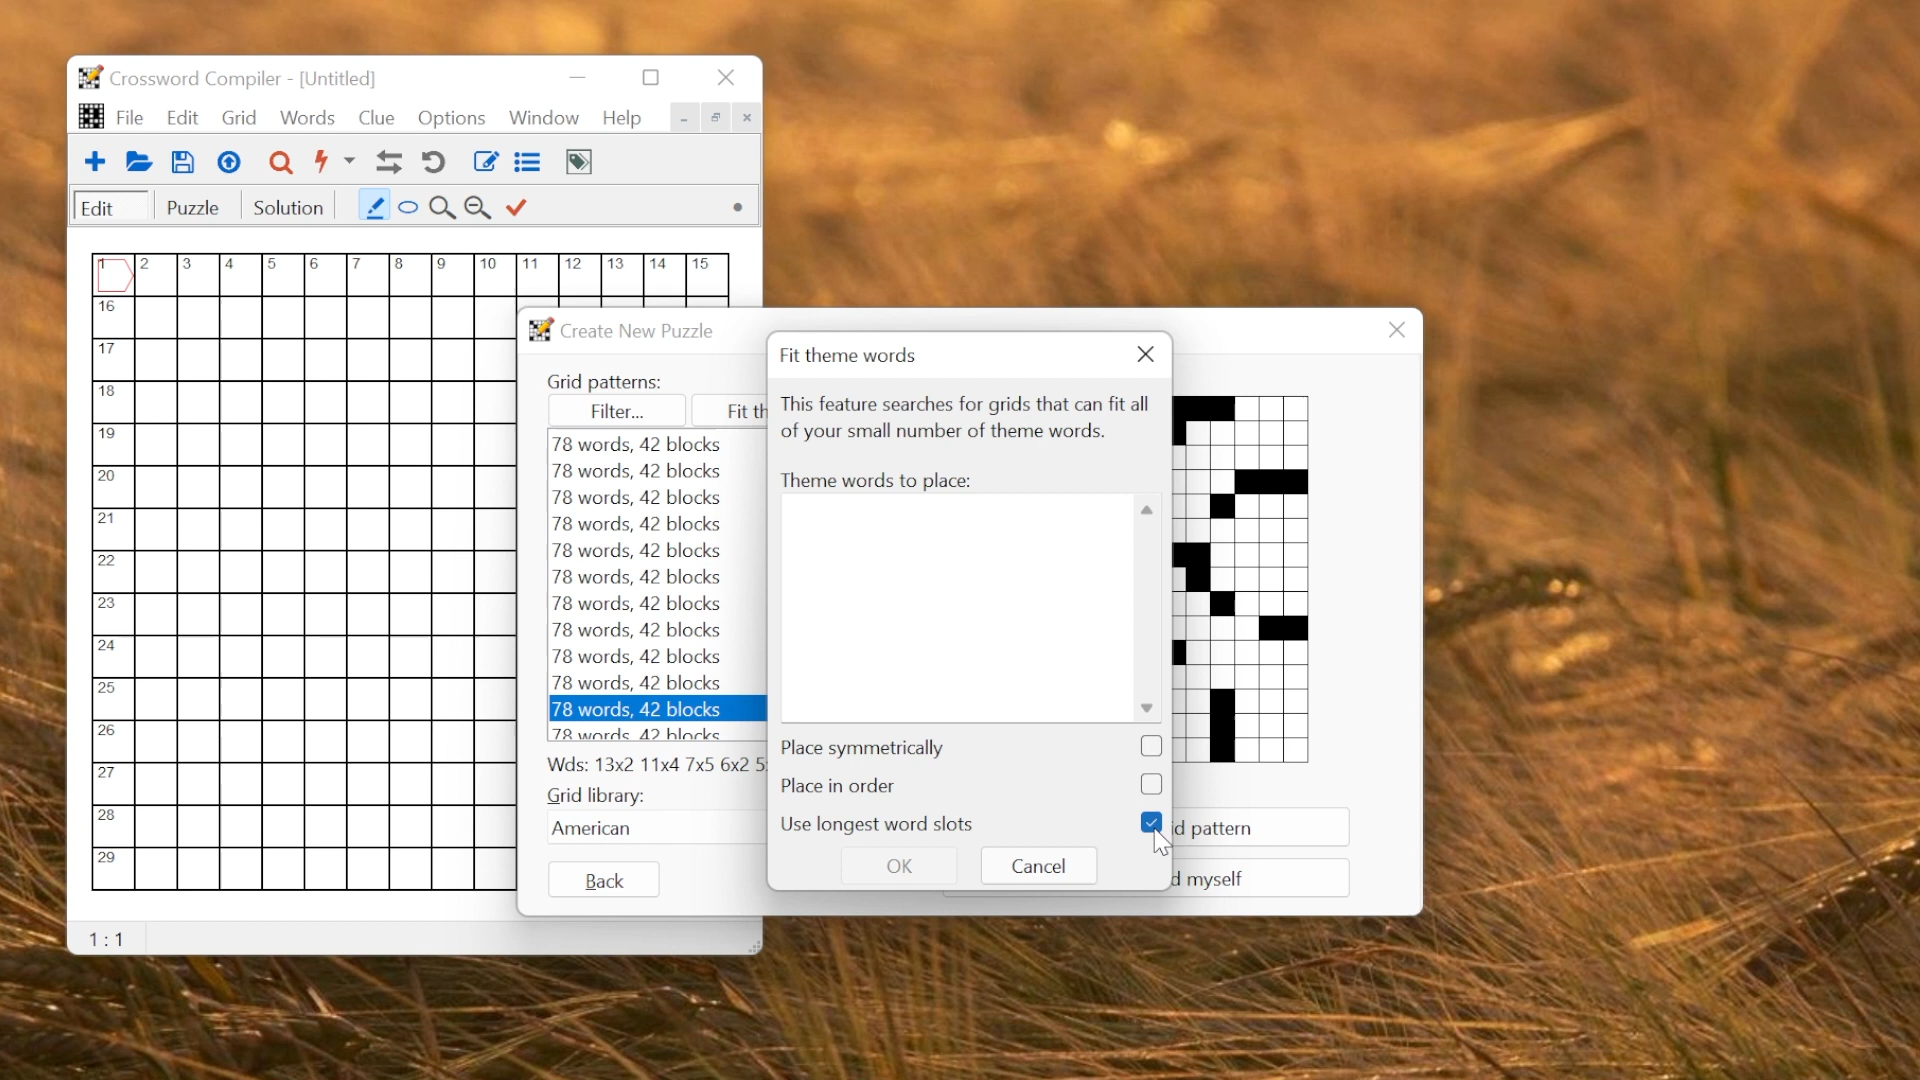 Crossword Compiler - [Untitled]
File Edit Grid Words Clue Options Window Help
Edit Puzzle Solution
1 2 3 4 5 6 7 8 9 10 11 12 13 14 15
16
17
18
19
20
21
22
23
24
25
26
27
28
29
1 : 1
Create New Puzzle
Grid patterns:
Filter... Fit th
78 words, 42 blocks
78 words, 42 blocks
78 words, 42 blocks
78 words, 42 blocks
78 words, 42 blocks
78 words, 42 blocks
78 words, 42 blocks
78 words, 42 blocks
78 words, 42 blocks
78 words, 42 blocks
78 words, 42 blocks
78 words, 42 blocks
Wds: 13x2 11x4 7x5 6x2 5
Grid library:
American
Back
Fit theme words
This feature searches for grids that can fit all
of your small number of theme words.
Theme words to place:
Place symmetrically
Place in order
Use longest word slots
OK Cancel
d pattern
d myself